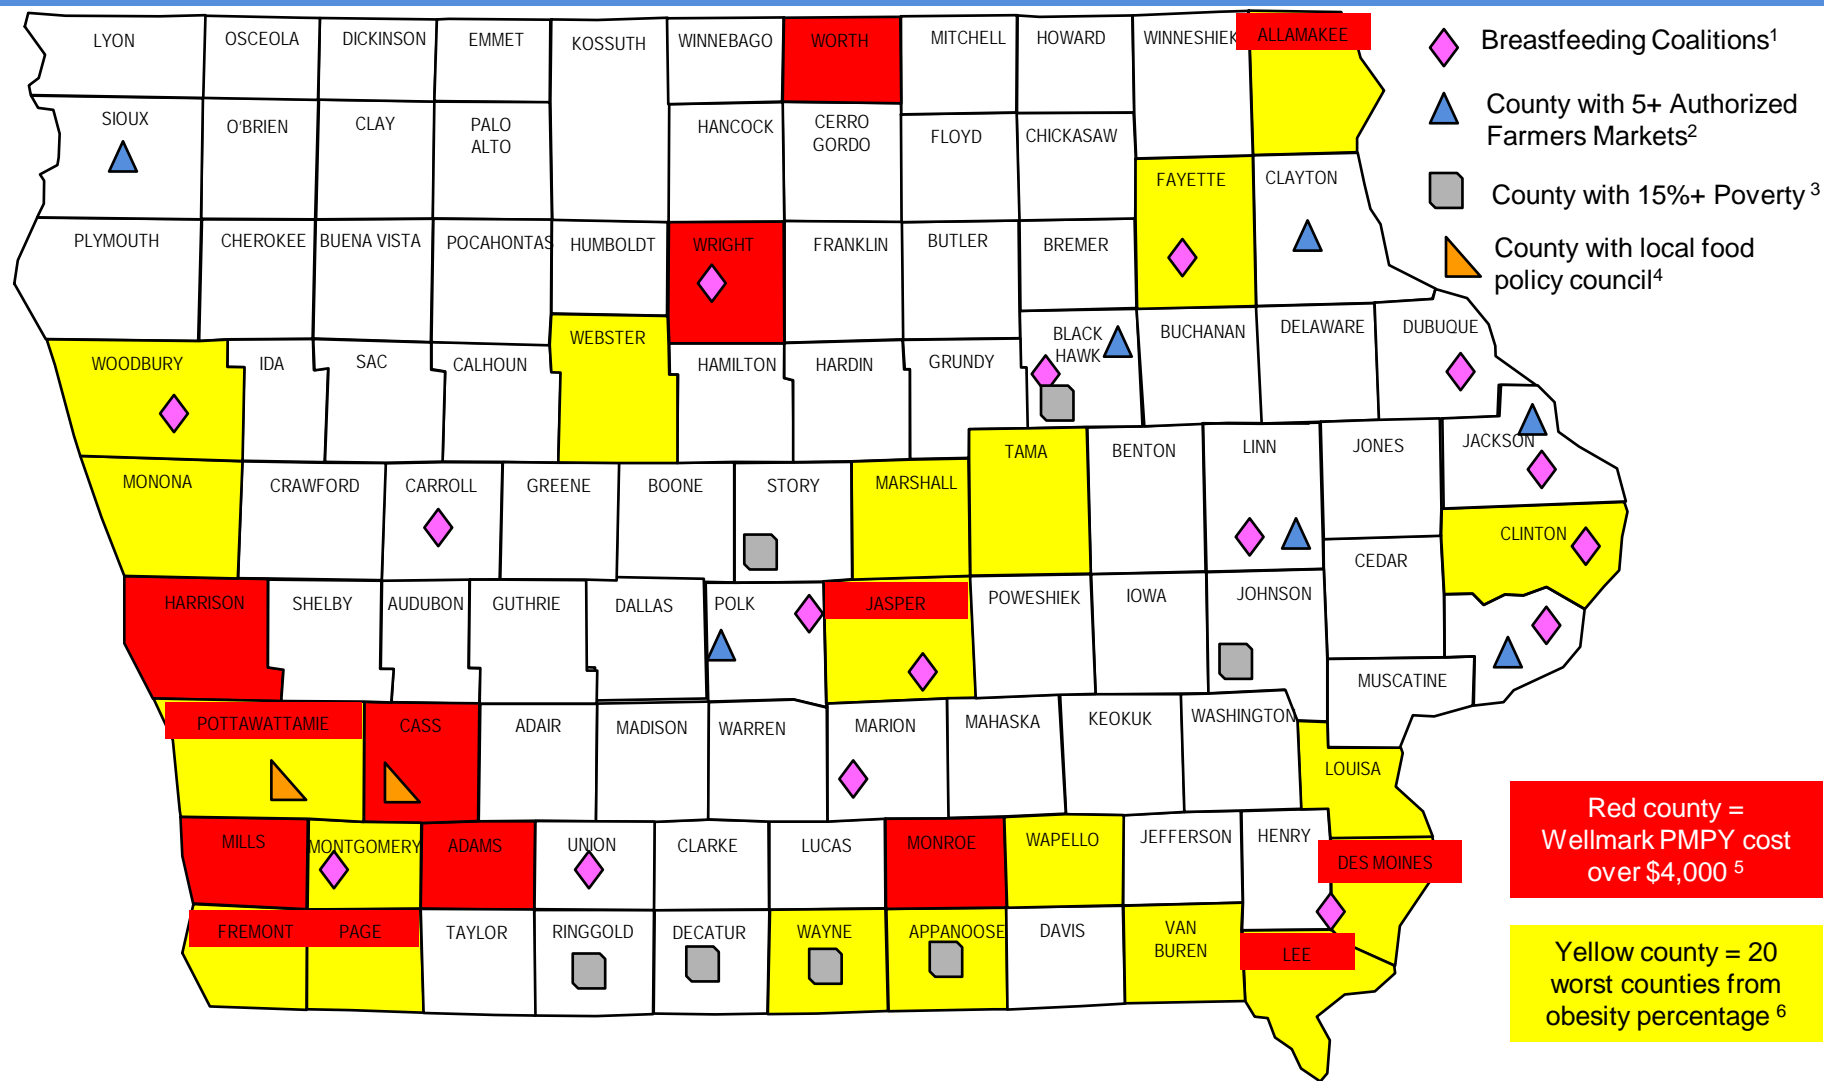 LYON
OSCEOLA
DICKINSON
EMMET
KOSSUTH
WINNEBAGO
WORTH
MITCHELL
HOWARD
WINNESHIEK
ALLAMAKEE
SIOUX
O'BRIEN
CLAY
PALO
ALTO
HANCOCK
CERRO
GORDO
FLOYD
CHICKASAW
FAYETTE
CLAYTON
PLYMOUTH
CHEROKEE
BUENA VISTA
POCAHONTAS
HUMBOLDT
WRIGHT
FRANKLIN
BUTLER
BREMER
WOODBURY
IDA
SAC
CALHOUN
WEBSTER
HAMILTON
HARDIN
GRUNDY
BLACK
HAWK
BUCHANAN
DELAWARE
DUBUQUE
MONONA
CRAWFORD
CARROLL
GREENE
BOONE
STORY
MARSHALL
TAMA
BENTON
LINN
JONES
JACKSON
CLINTON
CEDAR
HARRISON
SHELBY
AUDUBON
GUTHRIE
DALLAS
POLK
JASPER
POWESHIEK
IOWA
JOHNSON
MUSCATINE
POTTAWATTAMIE
CASS
ADAIR
MADISON
WARREN
MARION
MAHASKA
KEOKUK
WASHINGTON
LOUISA
MILLS
MONTGOMERY
ADAMS
UNION
CLARKE
LUCAS
MONROE
WAPELLO
JEFFERSON
HENRY
DES MOINES
FREMONT
PAGE
TAYLOR
RINGGOLD
DECATUR
WAYNE
APPANOOSE
DAVIS
VAN
BUREN
LEE
Breastfeeding Coalitions¹
County with 5+ Authorized
Farmers Markets²
County with 15%+ Poverty ³
County with local food
policy council⁴
Red county =
Wellmark PMPY cost
over $4,000 ⁵
Yellow county = 20
worst counties from
obesity percentage ⁶